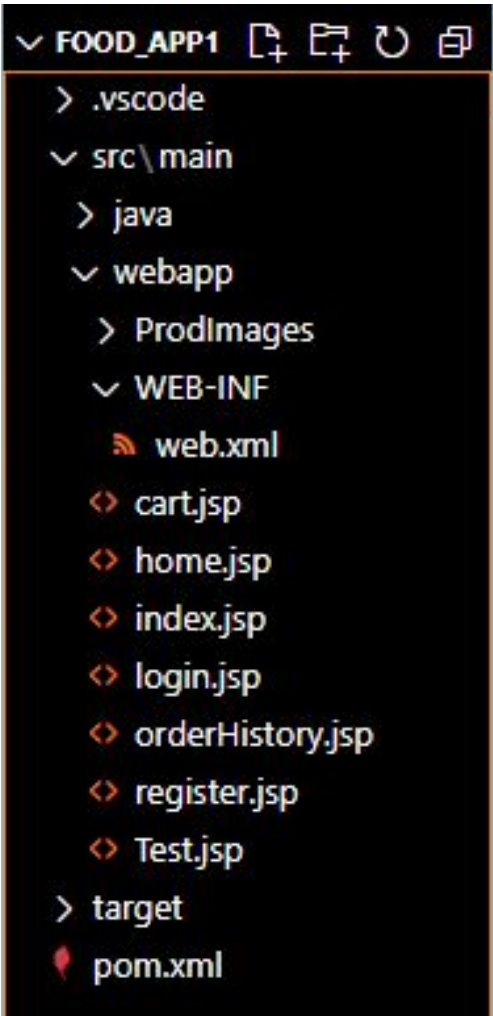 FOOD_APP1
.vscode
src\main
java
webapp
ProdImages
WEB-INF
web.xml
cart.jsp
home.jsp
index.jsp
login.jsp
orderHistory.jsp
register.jsp
Test.jsp
target
pom.xml